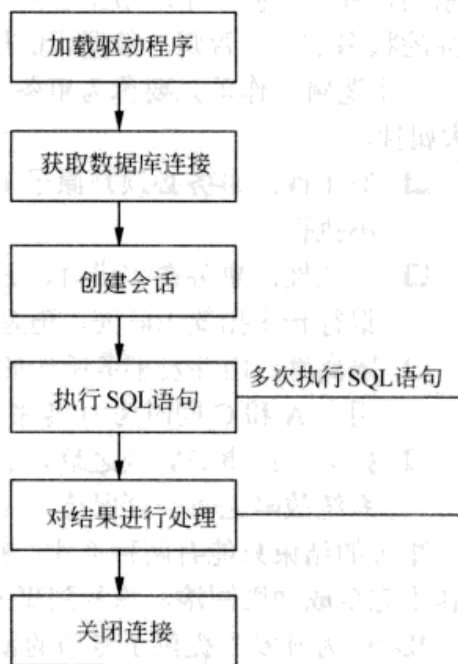 加载驱动程序
获取数据库连接
创建会话
执行SQL语句
多次执行SQL语句
对结果进行处理
关闭连接